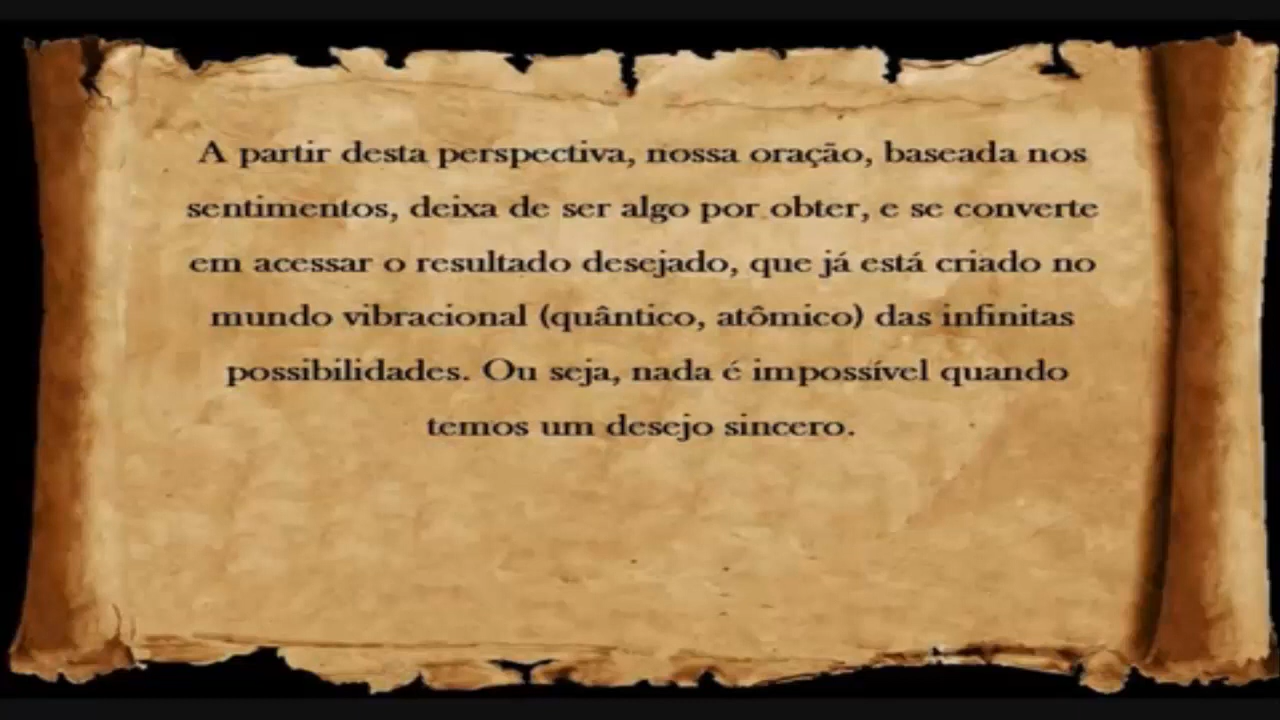 A partir desta perspectiva, nossa oração, baseada nos
sentimentos, deixa de ser algo por obter, e se converte
em acessar o resultado desejado, que já está criado no
mundo vibracional (quântico, atômico) das infinitas
possibilidades. Ou seja, nada é impossível quando
temos um desejo sincero.